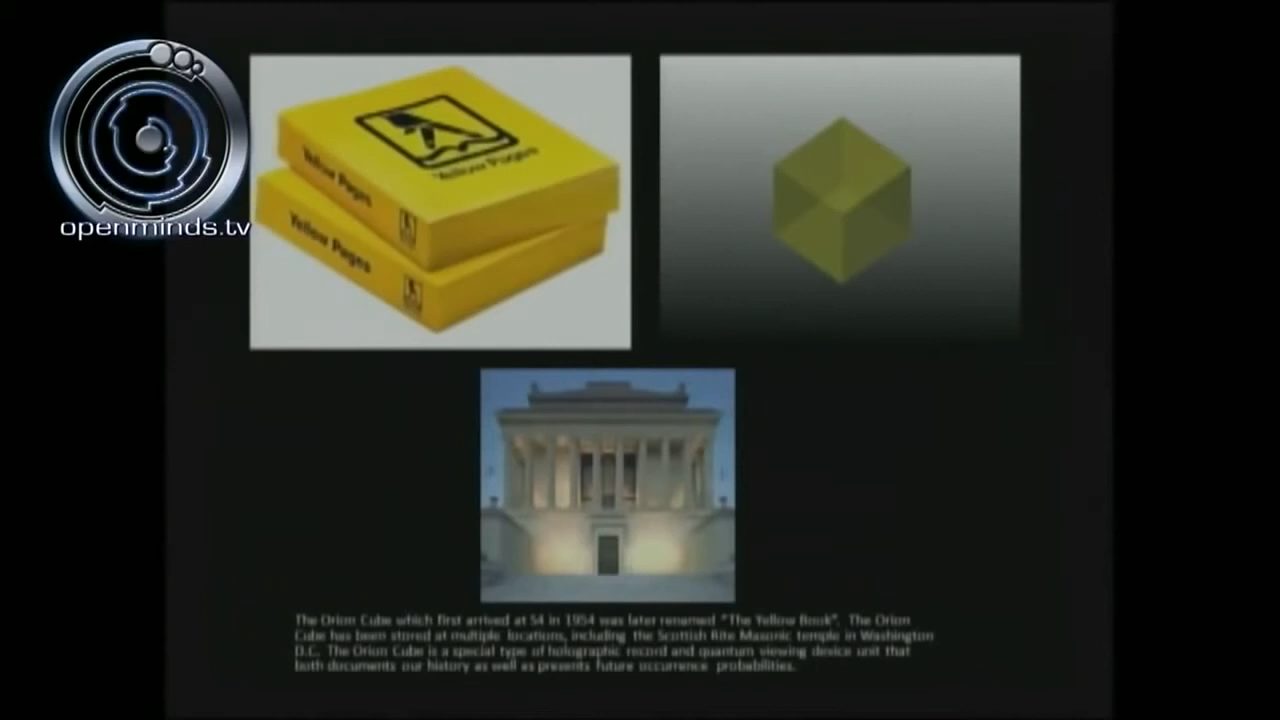 openminds.tv
Yellow Pages
Yellow Pages
Yellow Pages
The Orion Cube which first arrived at S4 in 1954 was later renamed "The Yellow Book". The Orion
Cube has been stored at multiple locations, including the Scottish Rite Masonic temple in Washington
D.C. The Orion Cube is a special type of holographic record and quantum viewing device unit that
both documents our history as well as presents future occurrence probabilities.